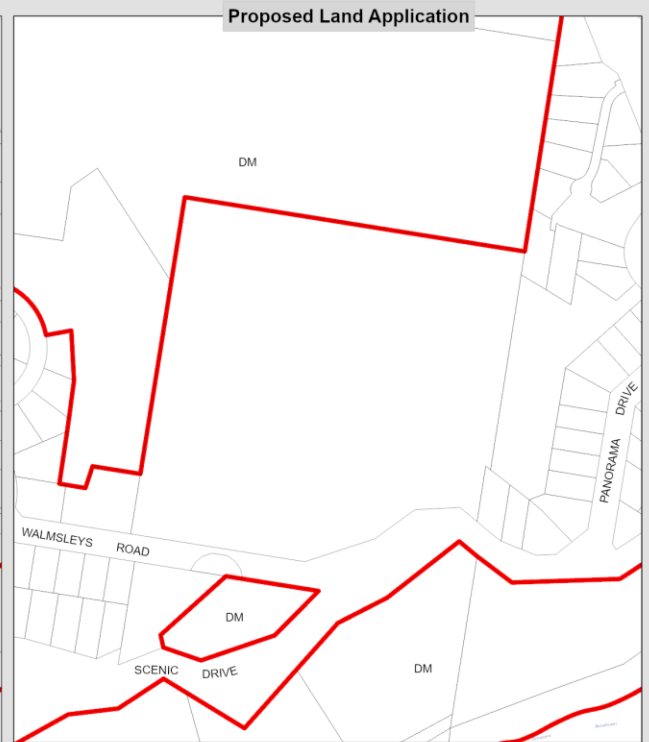 Proposed Land Application
DM
PANORAMA DRIVE
WALMSLEYS ROAD
DM
SCENIC DRIVE
DM